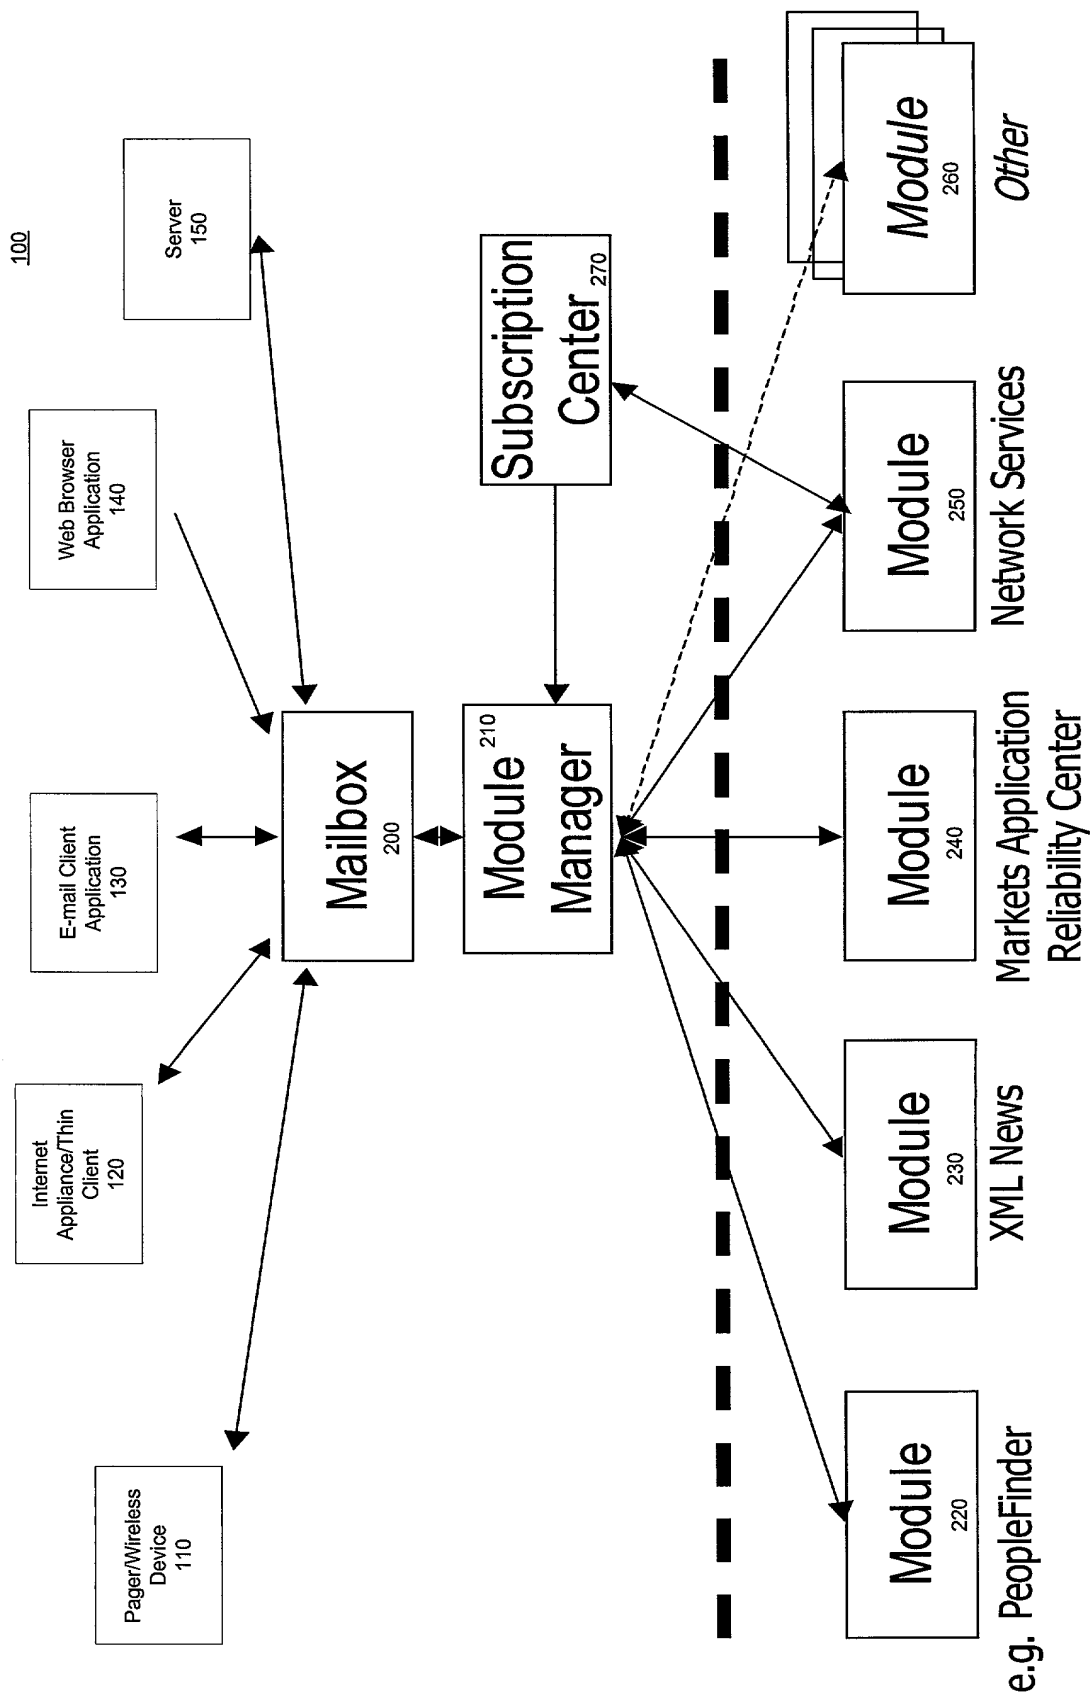 100
Pager/Wireless
Device
110
Internet
Appliance/Thin
Client
120
E-mail Client
Application
130
Web Browser
Application
140
Server
150
Mailbox
200
Module
210
Manager
Subscription
Center
270
Module
220
e.g. PeopleFinder
Module
230
XML News
Module
240
Markets Application
Reliability Center
Module
250
Network Services
Module
260
Other